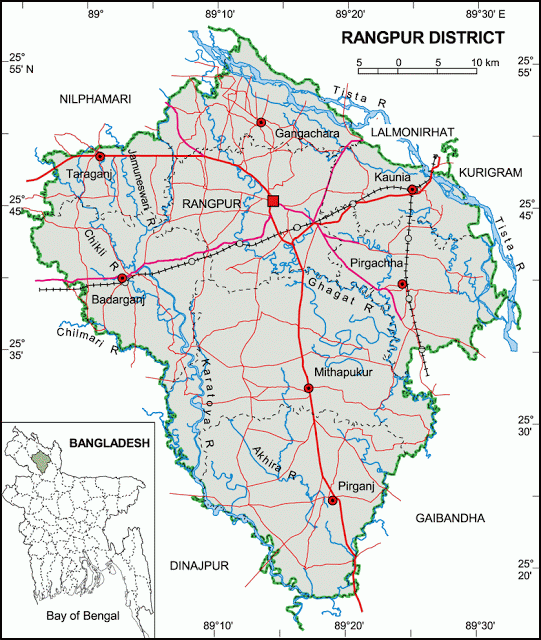 89°
89°10'
89°20'
89°30' E
RANGPUR DISTRICT
5 0 5 10 km
25°
55' N
25°
55'
NILPHAMARI
Tista R
Gangachara
LALMONIRHAT
Taraganj
Jamuneswari R
Kaunia
KURIGRAM
RANGPUR
25°
45'
25°
45'
Tista R
Chikli R
Pirgachha
Badarganj
Ghagat R
Chilmari R
25°
35'
Karatoya R
Mithapukur
25°
30'
BANGLADESH
Akhira R
Pirganj
GAIBANDHA
DINAJPUR
25°
20'
Bay of Bengal
89°10'
89°20'
89°30'